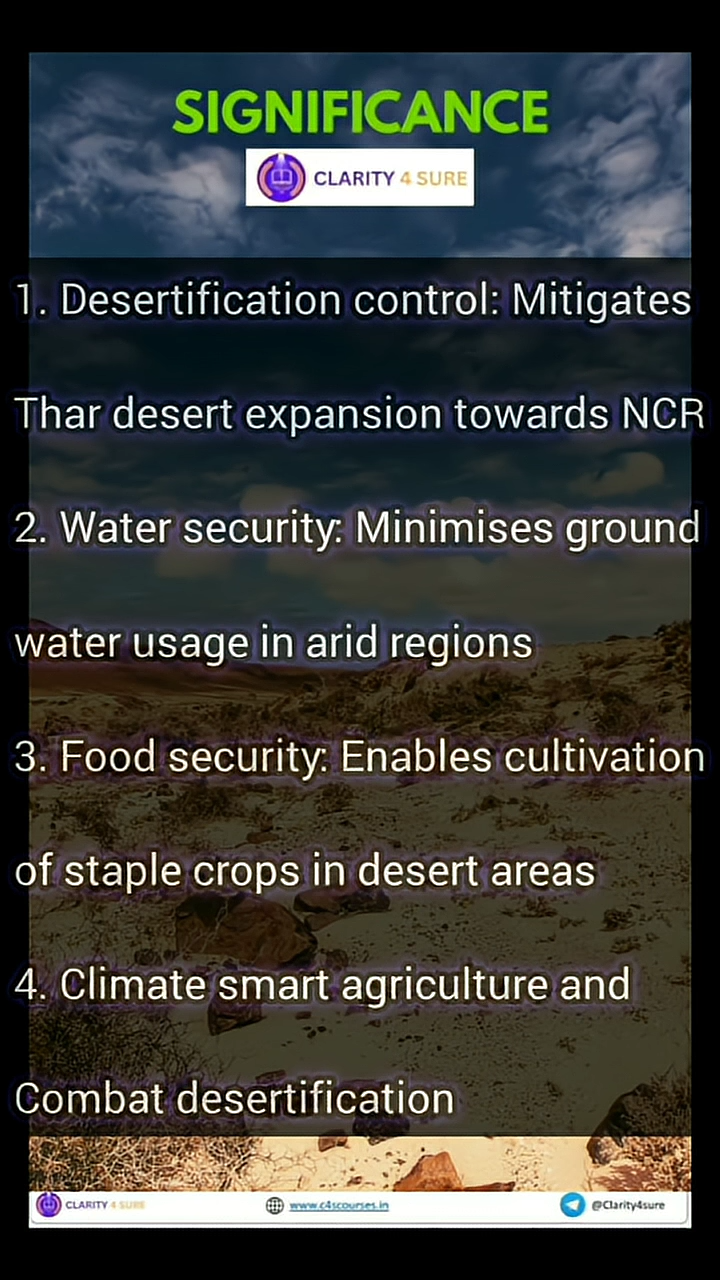 SIGNIFICANCE
CLARITY 4 SURE
1. Desertification control: Mitigates
Thar desert expansion towards NCR
2. Water security: Minimises ground
water usage in arid regions
3. Food security: Enables cultivation
of staple crops in desert areas
4. Climate smart agriculture and
Combat desertification
CLARITY 4 SURE
www.c4scourses.in
@Clarity4sure